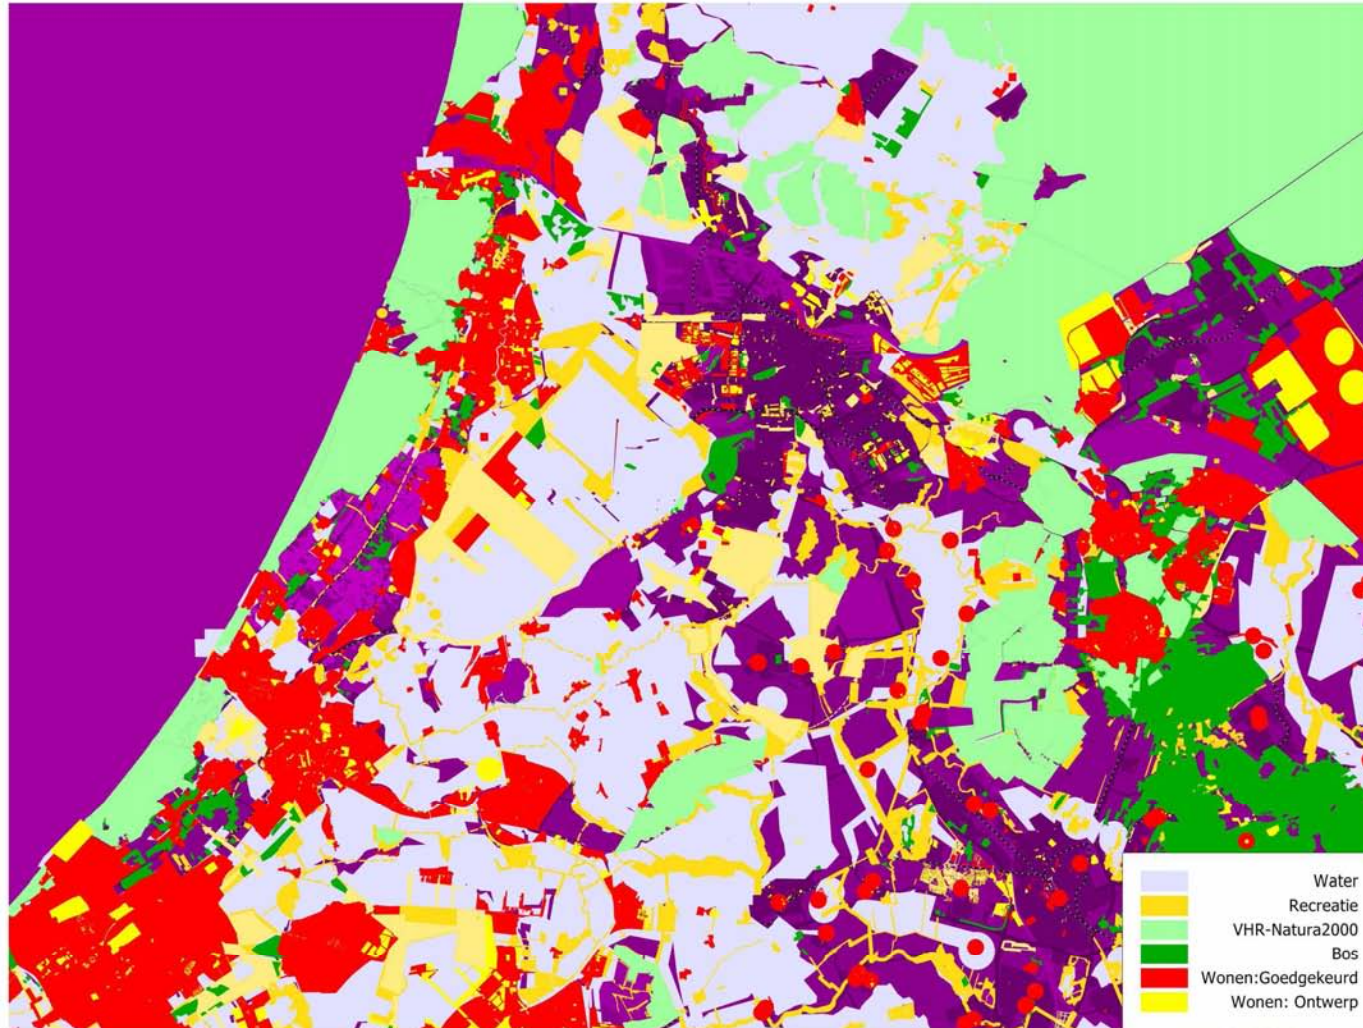 Water
Recreatie
VHR-Natura2000
Bos
Wonen:Goedgekeurd
Wonen: Ontwerp